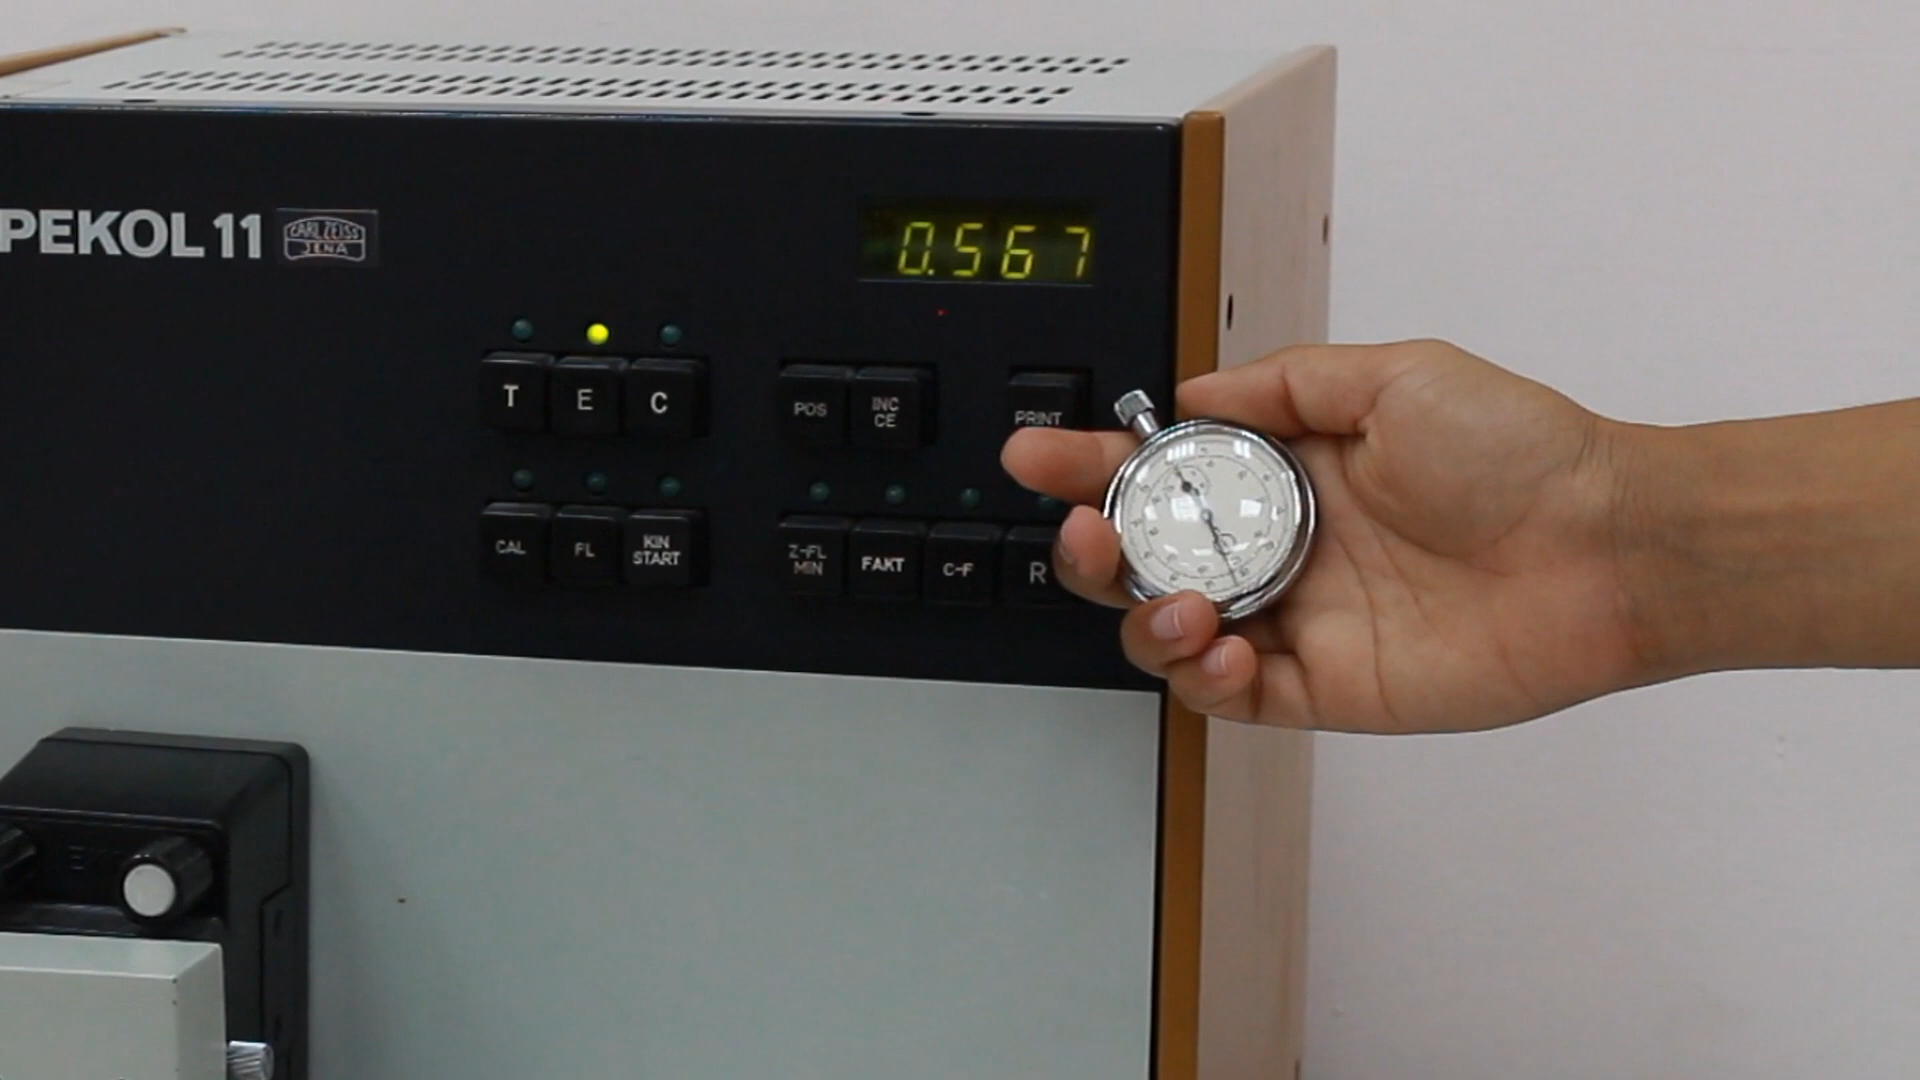 PEKOL 11
CARL ZEISS
JENA
0.567
T E C
POS
INC
CE
PRINT
CAL
FL
KIN
START
Z-FL
MIN
FAKT
C-F
R